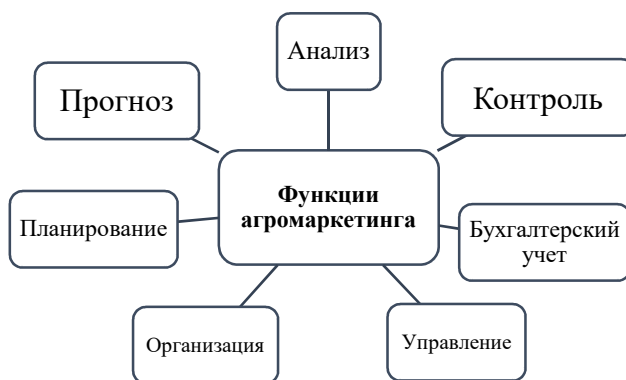 Анализ
Прогноз
Контроль
Функции
агромаркетинга
Планирование
Бухгалтерский
учет
Организация
Управление